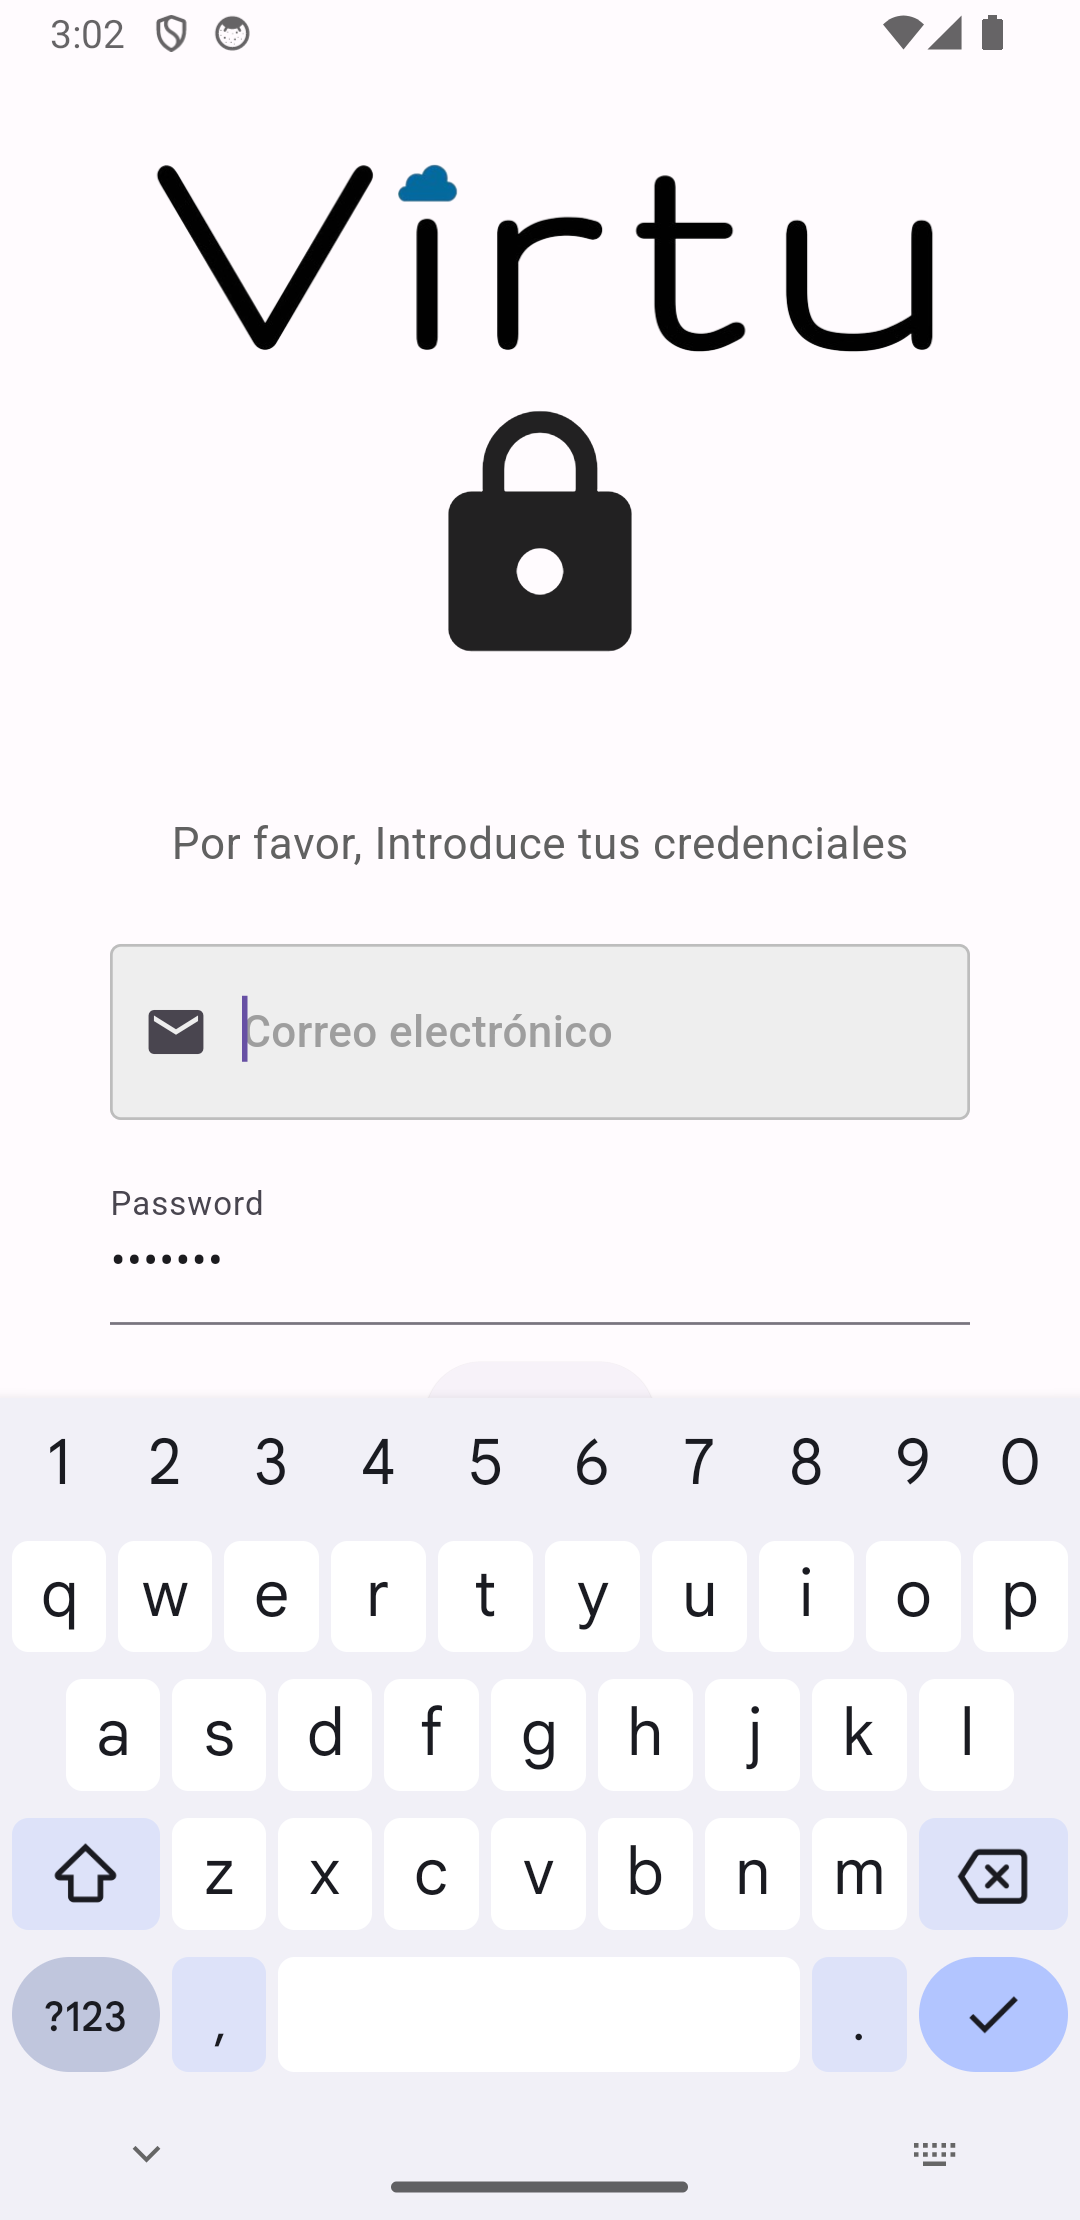 3:02
Virtu
Por favor, Introduce tus credenciales
Correo electrónico
Password
•••••••
1 2 3 4 5 6 7 8 9 0
q w e r t y u i o p
a s d f g h j k l
z x c v b n m
?123 , .